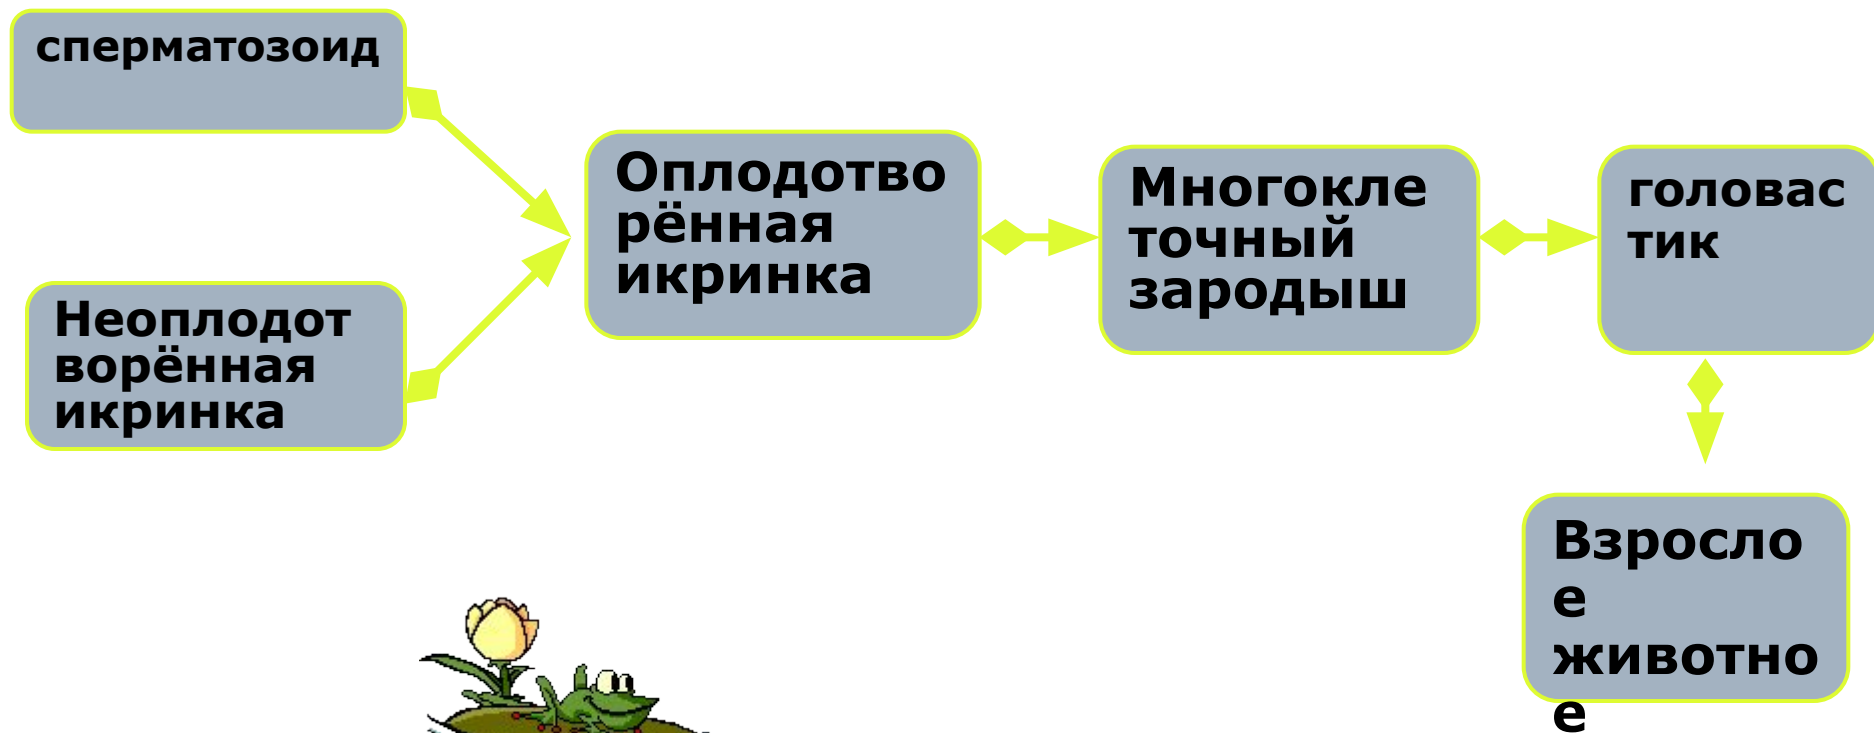 сперматозоид
Неоплодот
ворённая
икринка
Оплодотво
рённая
икринка
Многокле
точный
зародыш
головас
тик
Взросло
е
животно
е